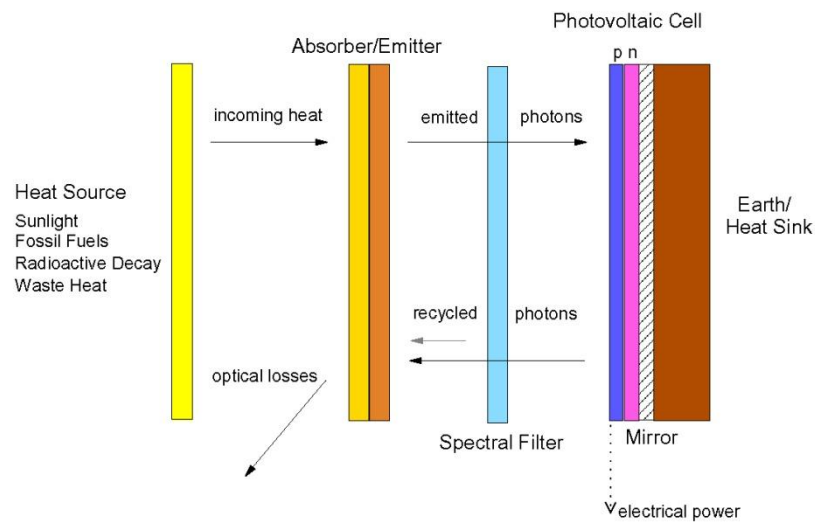 Photovoltaic Cell
Absorber/Emitter
p n
incoming heat
emitted photons
Heat Source
Sunlight
Fossil Fuels
Radioactive Decay
Waste Heat
Earth/
Heat Sink
recycled photons
optical losses
Spectral Filter
Mirror
electrical power